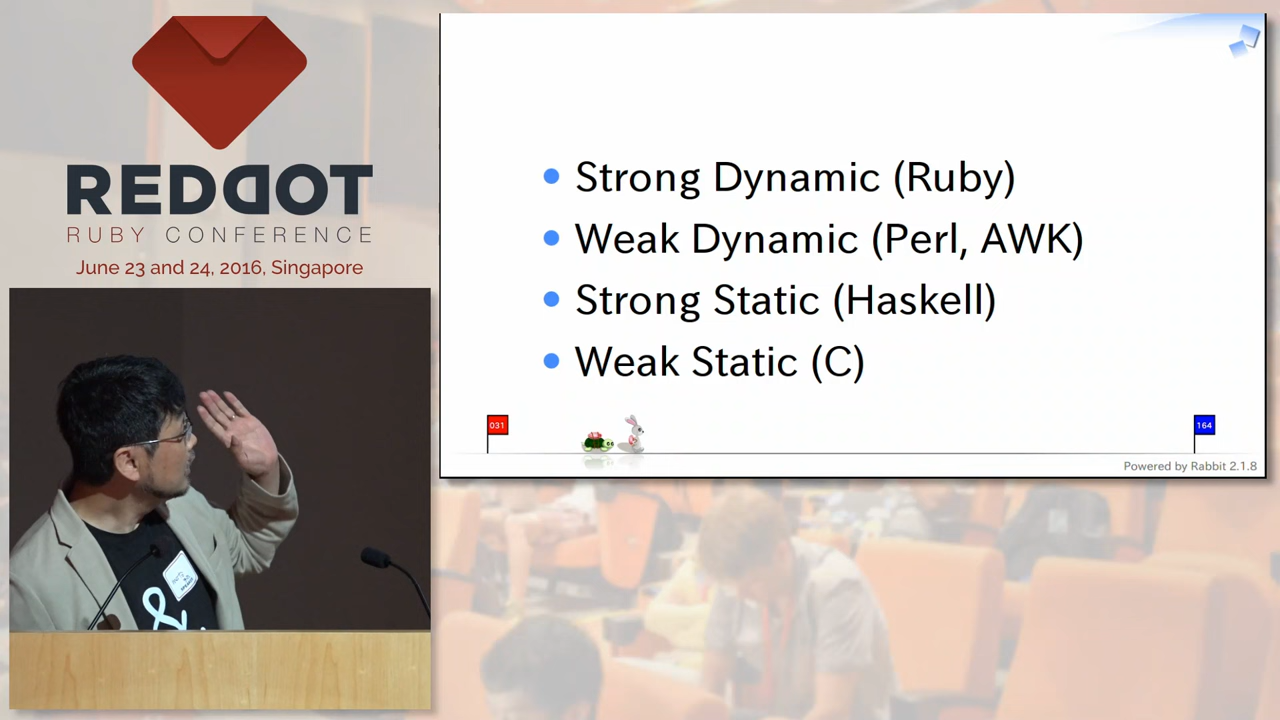 REDDOT
RUBY CONFERENCE
June 23 and 24, 2016, Singapore
Strong Dynamic (Ruby)
Weak Dynamic (Perl, AWK)
Strong Static (Haskell)
Weak Static (C)
031
164
Powered by Rabbit 2.1.8
&